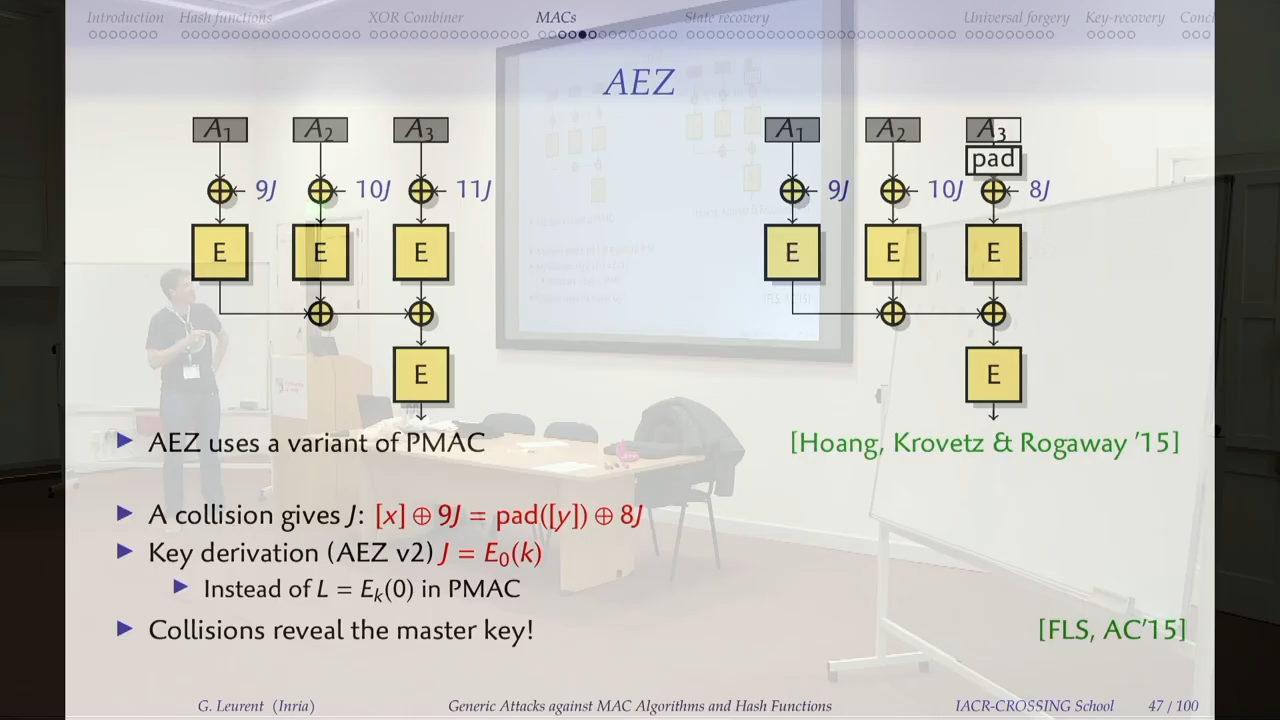 Introduction Hash functions XOR Combiner MACs State recovery Universal forgery Key-recovery Conci
AEZ
A1 A2 A3 A1 A2 A3
pad
9J 10J 11J 9J 10J 8J
E E E E E E
E E
▶ AEZ uses a variant of PMAC [Hoang, Krovetz & Rogaway '15]
▶ A collision gives J: [x] ⊕ 9J = pad([y]) ⊕ 8J
▶ Key derivation (AEZ v2) J = E₀(k)
▶ Instead of L = Eₖ(0) in PMAC
▶ Collisions reveal the master key! [FLS, AC'15]
G. Leurent (Inria) Generic Attacks against MAC Algorithms and Hash Functions IACR-CROSSING School 47 / 100